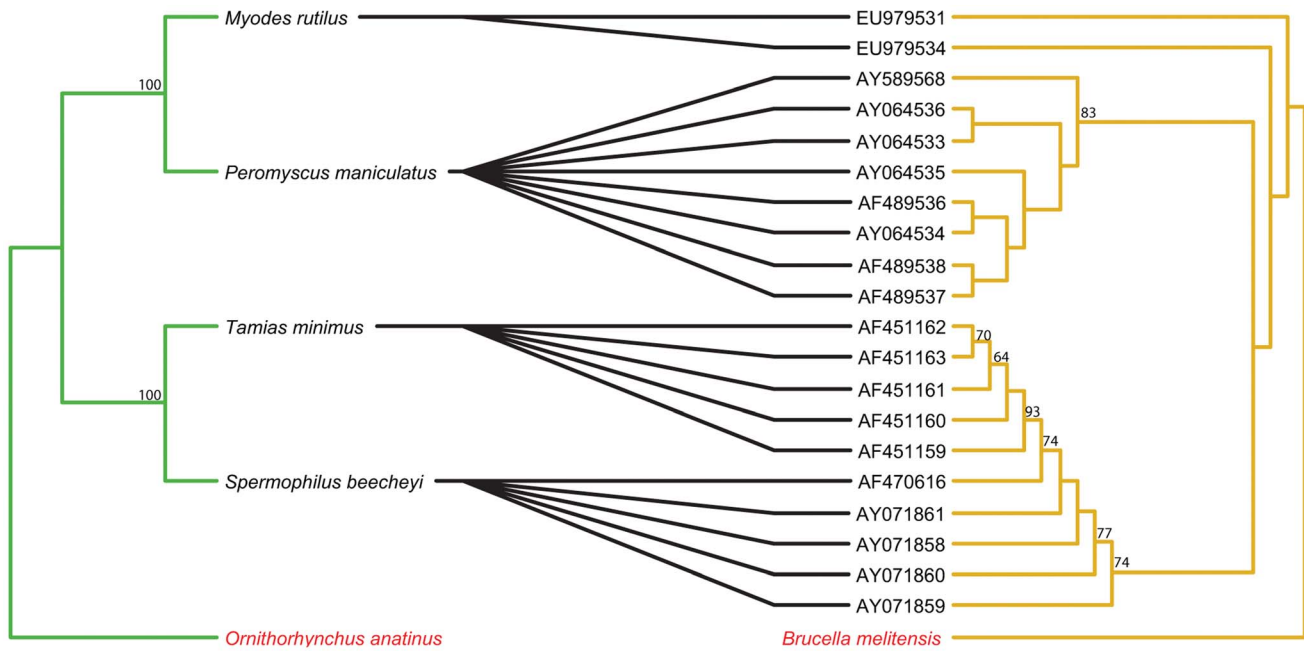 Myodes rutilus
EU979531
EU979534
100
AY589568
AY064536
83
AY064533
Peromyscus maniculatus
AY064535
AF489536
AY064534
AF489538
AF489537
Tamias minimus
AF451162
70
AF451163
64
AF451161
100
AF451160
93
AF451159
74
Spermophilus beecheyi
AF470616
AY071861
AY071858
77
AY071860
74
AY071859
Ornithorhynchus anatinus
Brucella melitensis